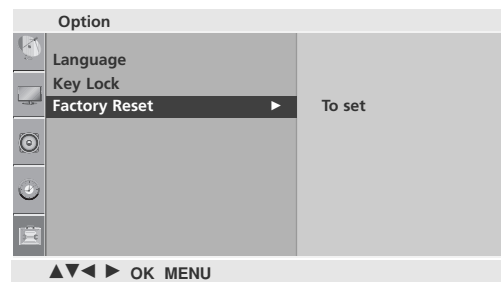 Option
Language
Key Lock
Factory Reset ► To set
▲▼◄ ► OK MENU